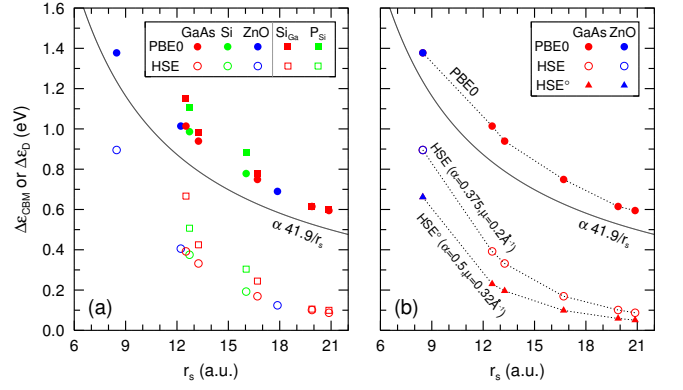 GaAs Si ZnO Si_Ga P_Si
PBE0
HSE
α 41.9/r_s
(a)
Δε_CBM or Δε_D (eV)
0.0
0.2
0.4
0.6
0.8
1.0
1.2
1.4
1.6
6 9 12 15 18 21
r_s (a.u.)
GaAs ZnO
PBE0
HSE
HSE°
PBE0
HSE (α=0.375,μ=0.2Å⁻¹)
HSE° (α=0.5,μ=0.32Å⁻¹)
α 41.9/r_s
(b)
6 9 12 15 18 21
r_s (a.u.)